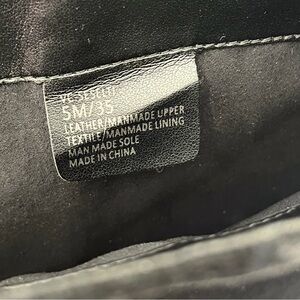 5M/35
LEATHER/MANMADE UPPER
TEXTILE/MANMADE LINING
MAN MADE SOLE
MADE IN CHINA